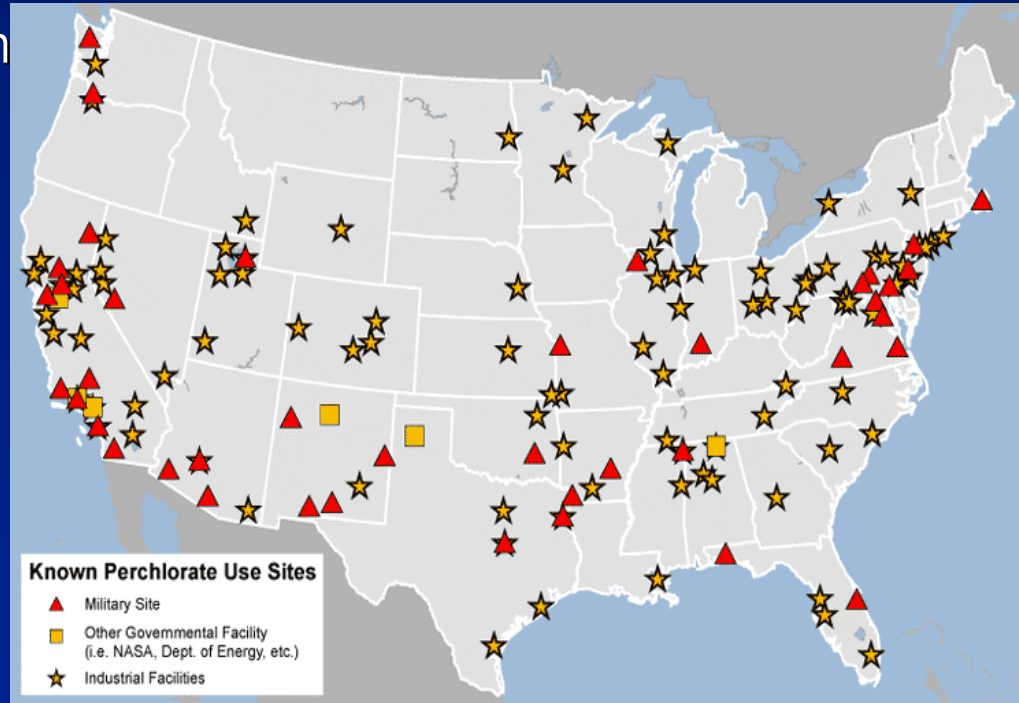 Known Perchlorate Use Sites
Military Site
Other Governmental Facility
(i.e. NASA, Dept. of Energy, etc.)
Industrial Facilities